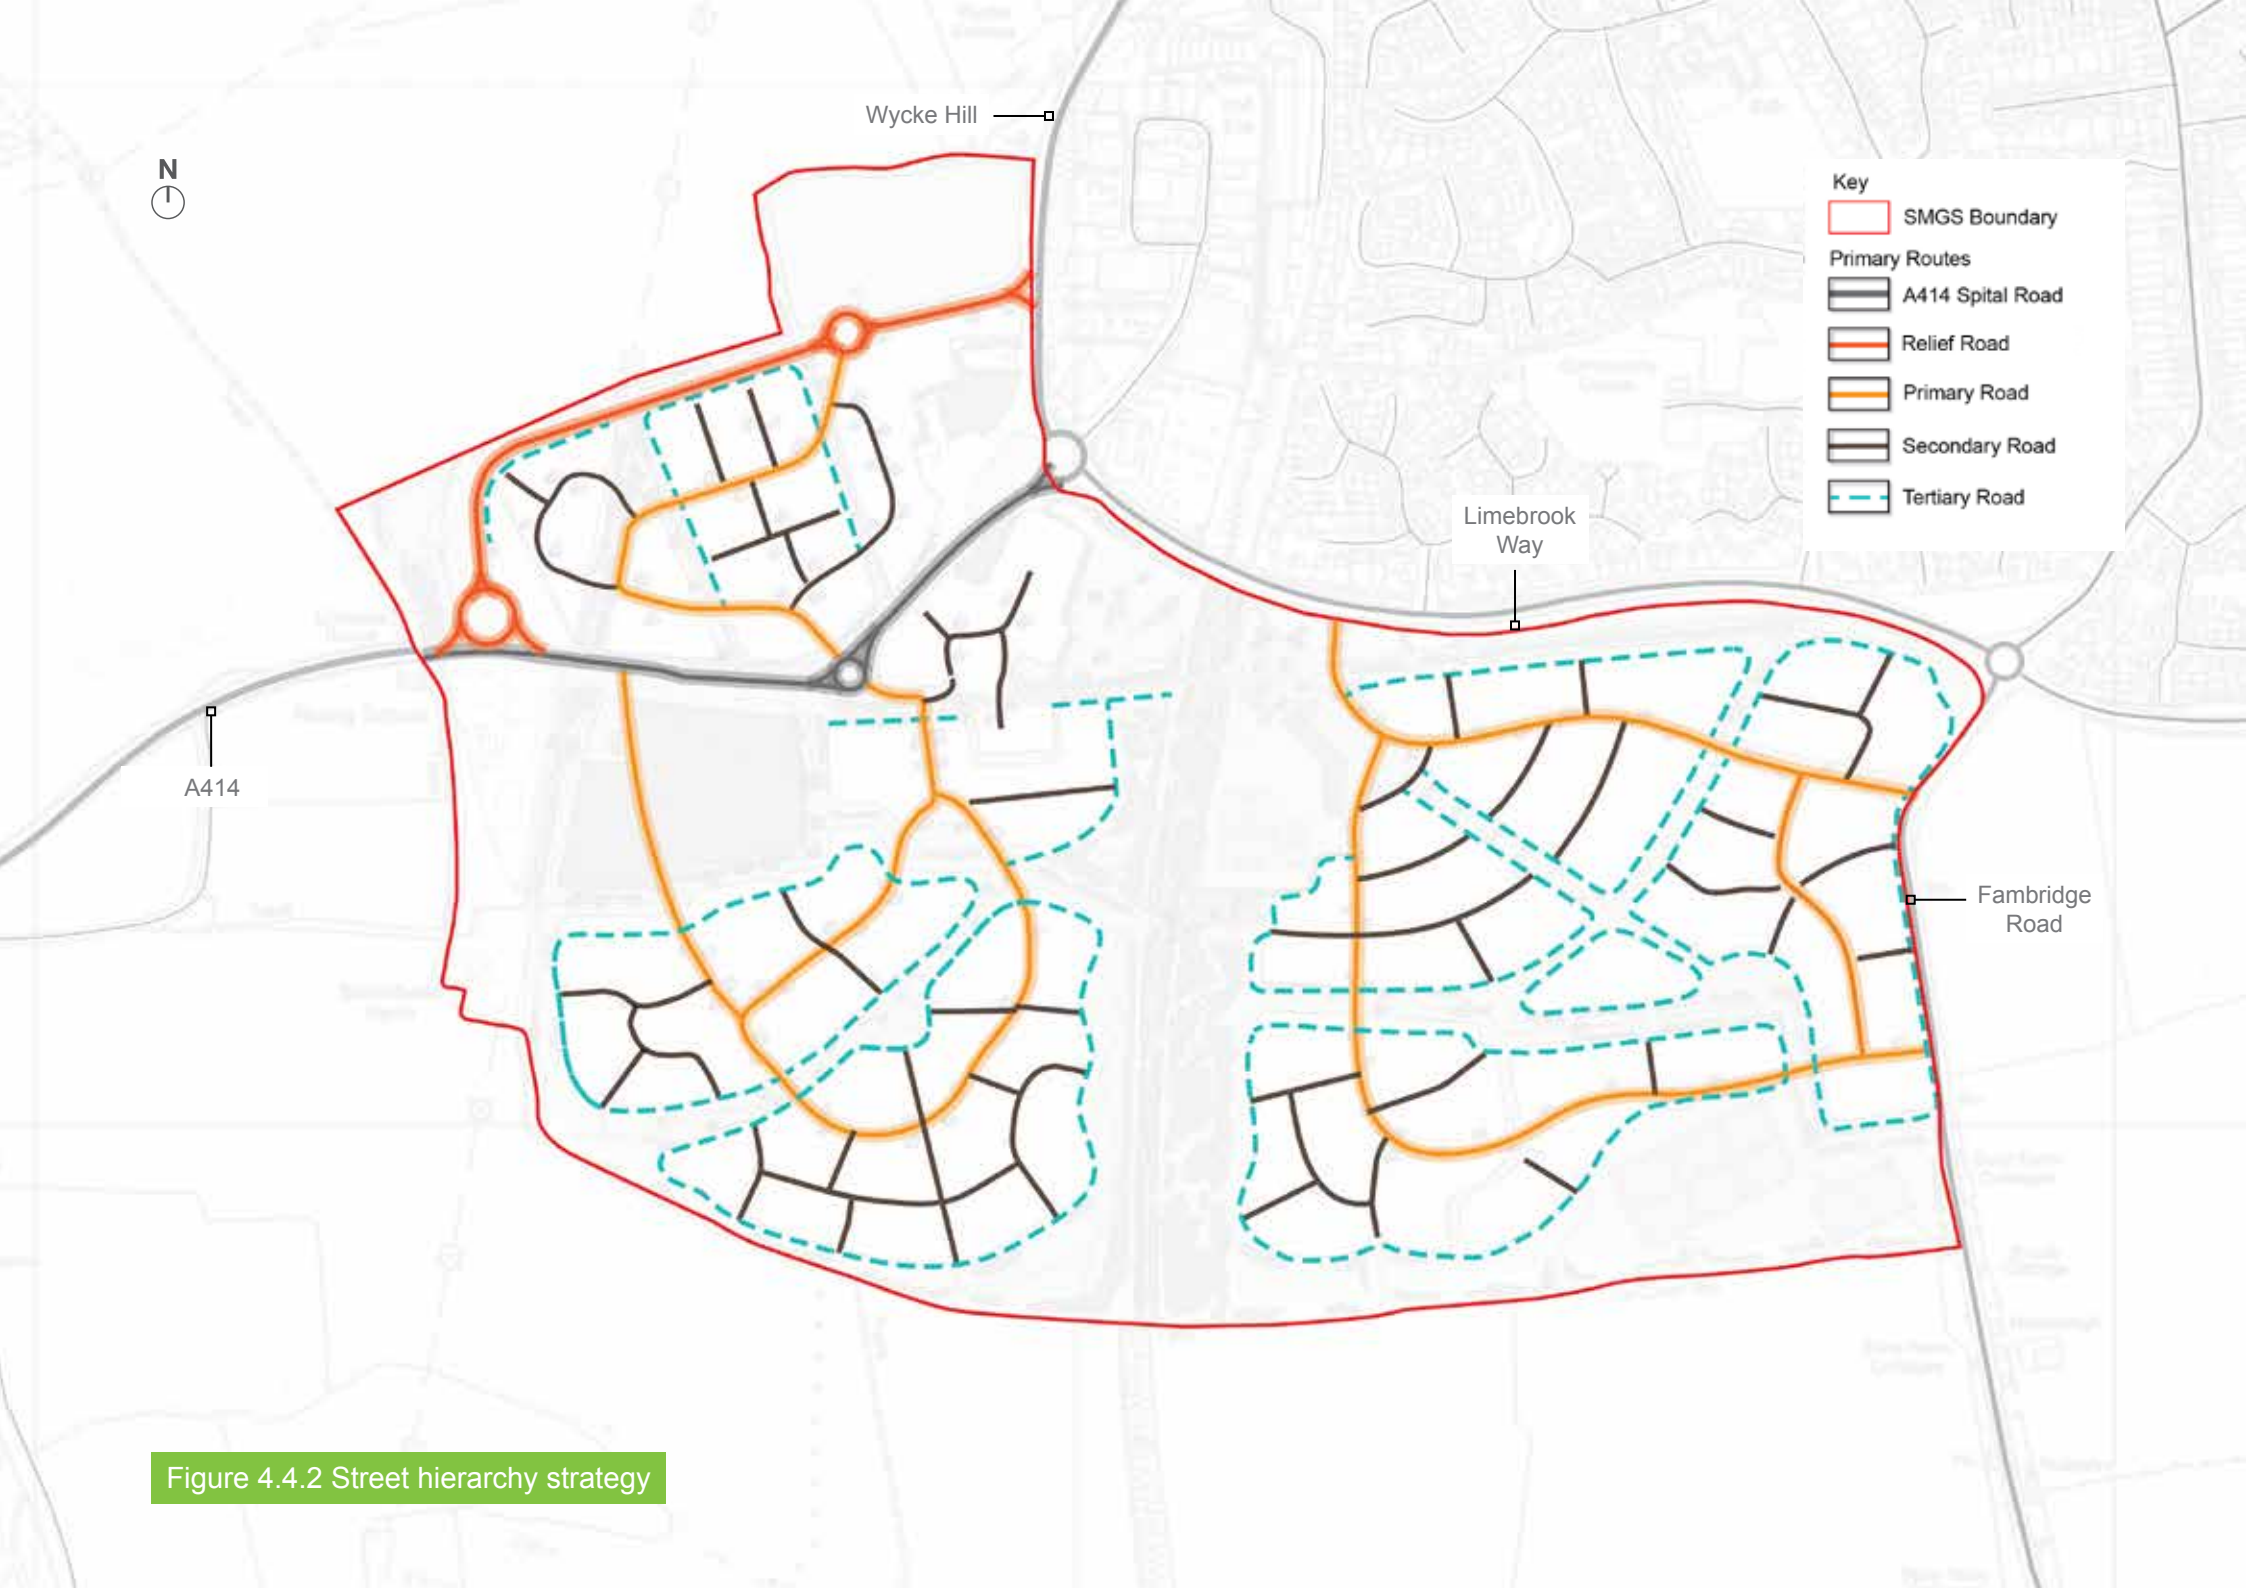 Wycke Hill
N
Key
SMGS Boundary
Primary Routes
A414 Spital Road
Relief Road
Primary Road
Secondary Road
Tertiary Road
Limebrook
Way
A414
Fambridge
Road
Figure 4.4.2 Street hierarchy strategy